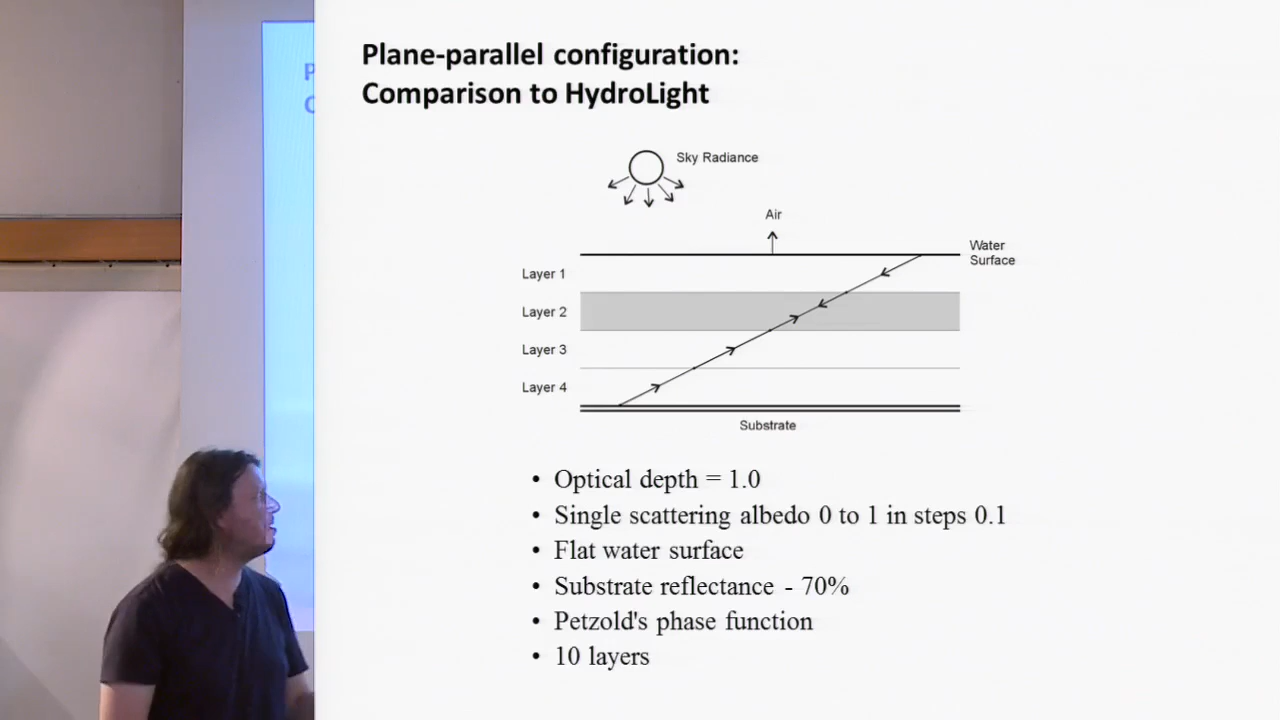 Plane-parallel configuration:
Comparison to HydroLight
Sky Radiance
Air
Water
Surface
Layer 1
Layer 2
Layer 3
Layer 4
Substrate
• Optical depth = 1.0
• Single scattering albedo 0 to 1 in steps 0.1
• Flat water surface
• Substrate reflectance - 70%
• Petzold's phase function
• 10 layers
P
C